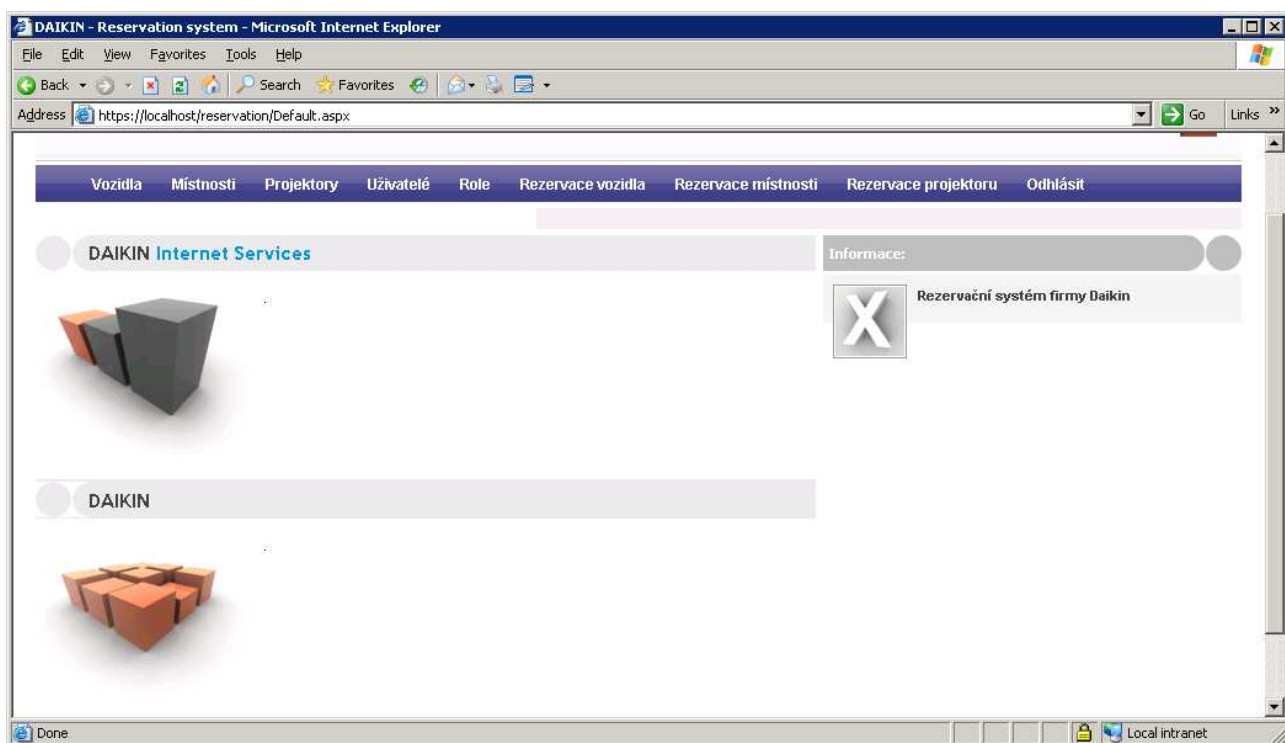 DAIKIN - Reservation system - Microsoft Internet Explorer
File Edit View Favorites Tools Help
Back Search Favorites
Address https://localhost/reservation/Default.aspx Go Links »
Vozidla Místnosti Projektory Uživatelé Role Rezervace vozidla Rezervace místnosti Rezervace projektoru Odhlásit
DAIKIN Internet Services
Informace:
.
X
Rezervační systém firmy Daikin
DAIKIN
.
Done Local intranet